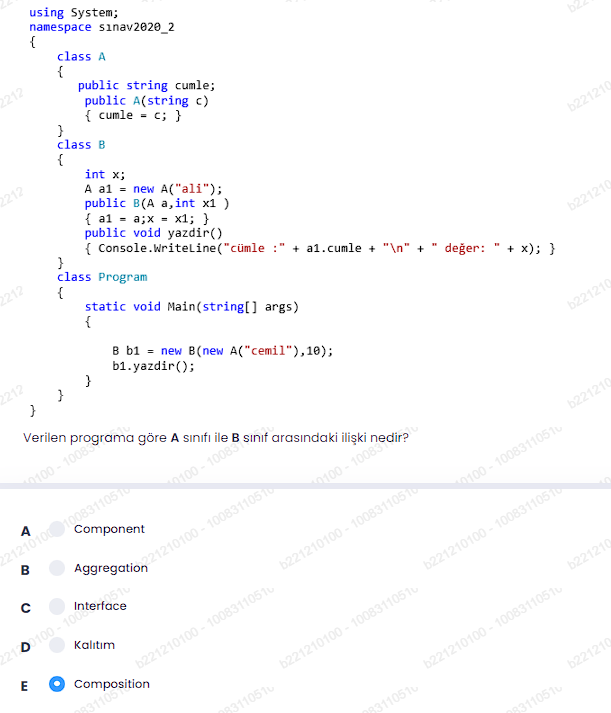 using System;
namespace sınav2020_2
{
class A
{
public string cumle;
public A(string c)
{ cumle = c; }
}
class B
{
int x;
A a1 = new A("ali");
public B(A a,int x1 )
{ a1 = a;x = x1; }
public void yazdir()
{ Console.WriteLine("cümle :" + a1.cumle + "\n" + " değer: " + x); }
}
class Program
{
static void Main(string[] args)
{
B b1 = new B(new A("cemil"),10);
b1.yazdir();
}
}
}
Verilen programa göre A sınıfı ile B sınıf arasındaki ilişki nedir?
A Component
B Aggregation
C Interface
D Kalıtım
E Composition
b221210100 - 1008311051